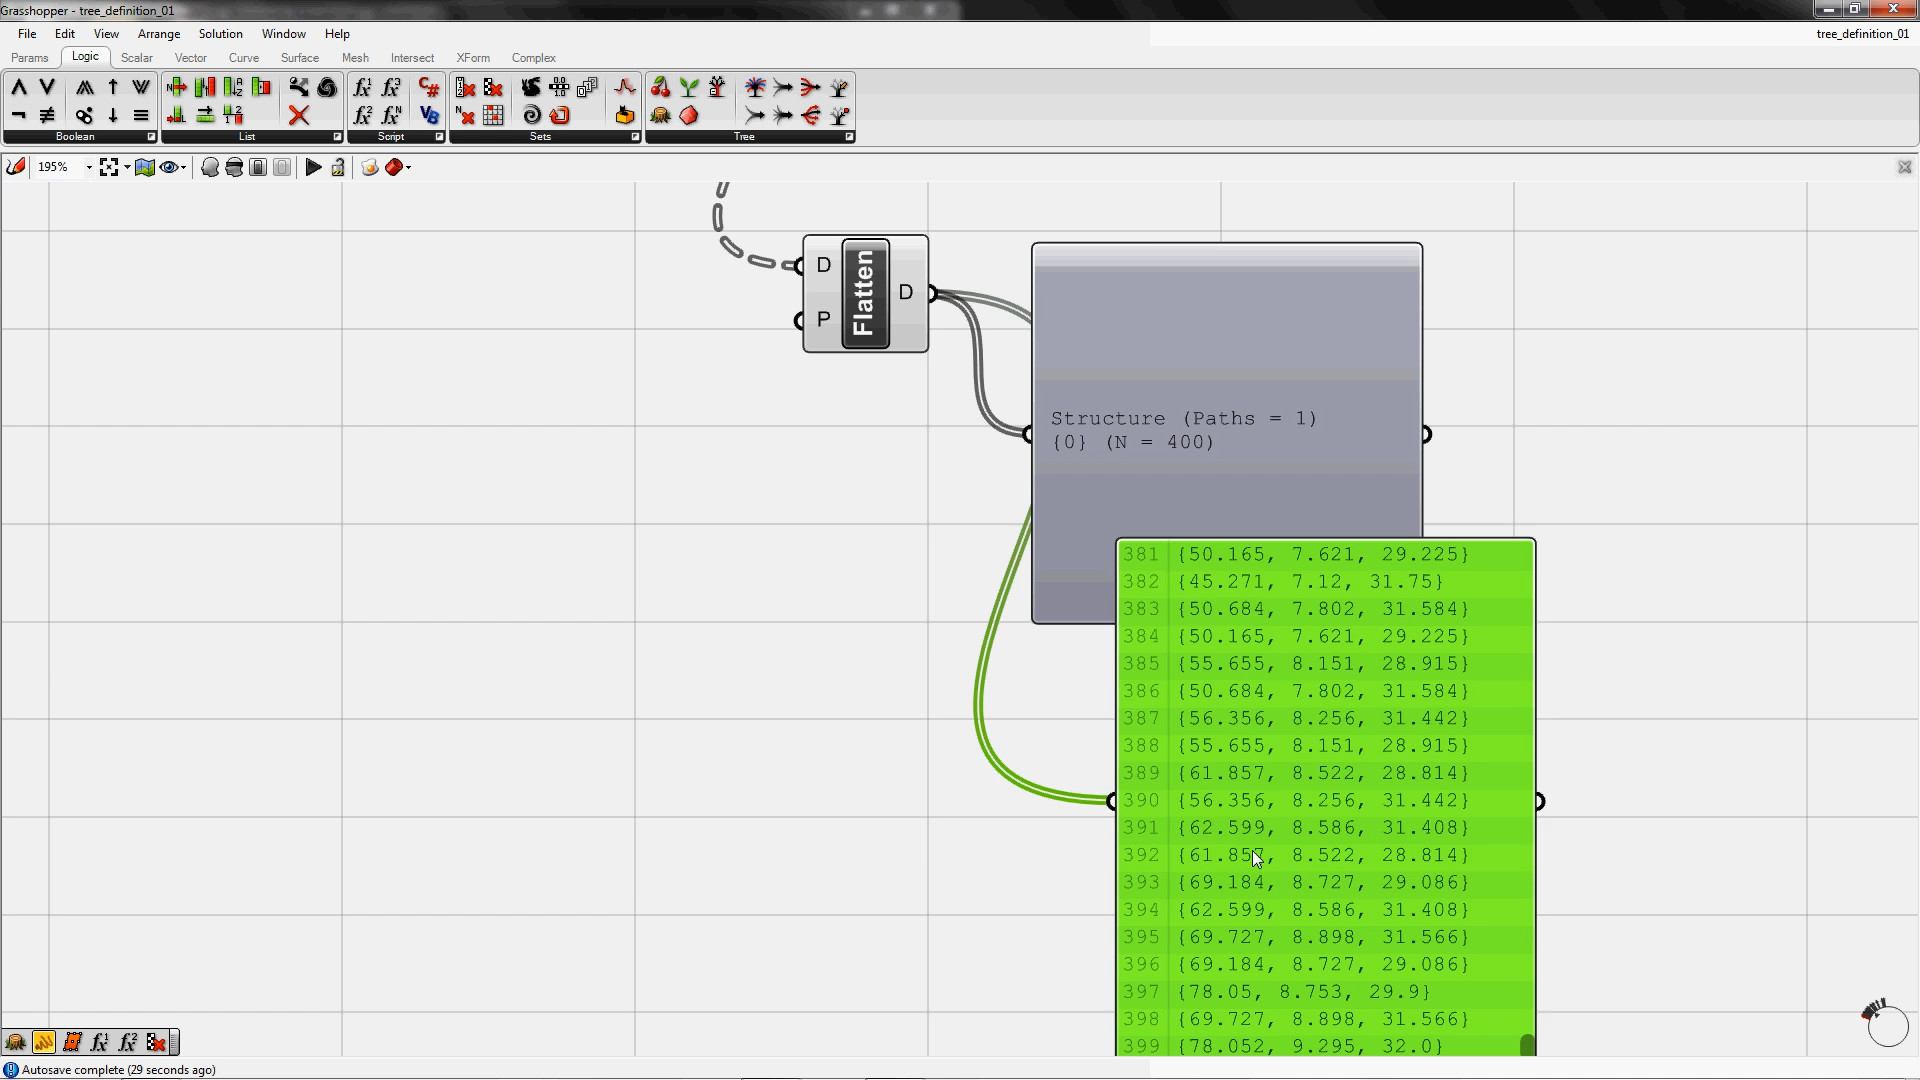 Grasshopper - tree_definition_01
File Edit View Arrange Solution Window Help
tree_definition_01
Params Logic Scalar Vector Curve Surface Mesh Intersect XForm Complex
Boolean List Script Sets Tree
195%
D
P
Flatten
D
Structure (Paths = 1)
{0} (N = 400)
381 {50.165, 7.621, 29.225}
382 {45.271, 7.12, 31.75}
383 {50.684, 7.802, 31.584}
384 {50.165, 7.621, 29.225}
385 {55.655, 8.151, 28.915}
386 {50.684, 7.802, 31.584}
387 {56.356, 8.256, 31.442}
388 {55.655, 8.151, 28.915}
389 {61.857, 8.522, 28.814}
390 {56.356, 8.256, 31.442}
391 {62.599, 8.586, 31.408}
392 {61.857, 8.522, 28.814}
393 {69.184, 8.727, 29.086}
394 {62.599, 8.586, 31.408}
395 {69.727, 8.898, 31.566}
396 {69.184, 8.727, 29.086}
397 {78.05, 8.753, 29.9}
398 {69.727, 8.898, 31.566}
399 {78.052, 9.295, 32.0}
Autosave complete (29 seconds ago)